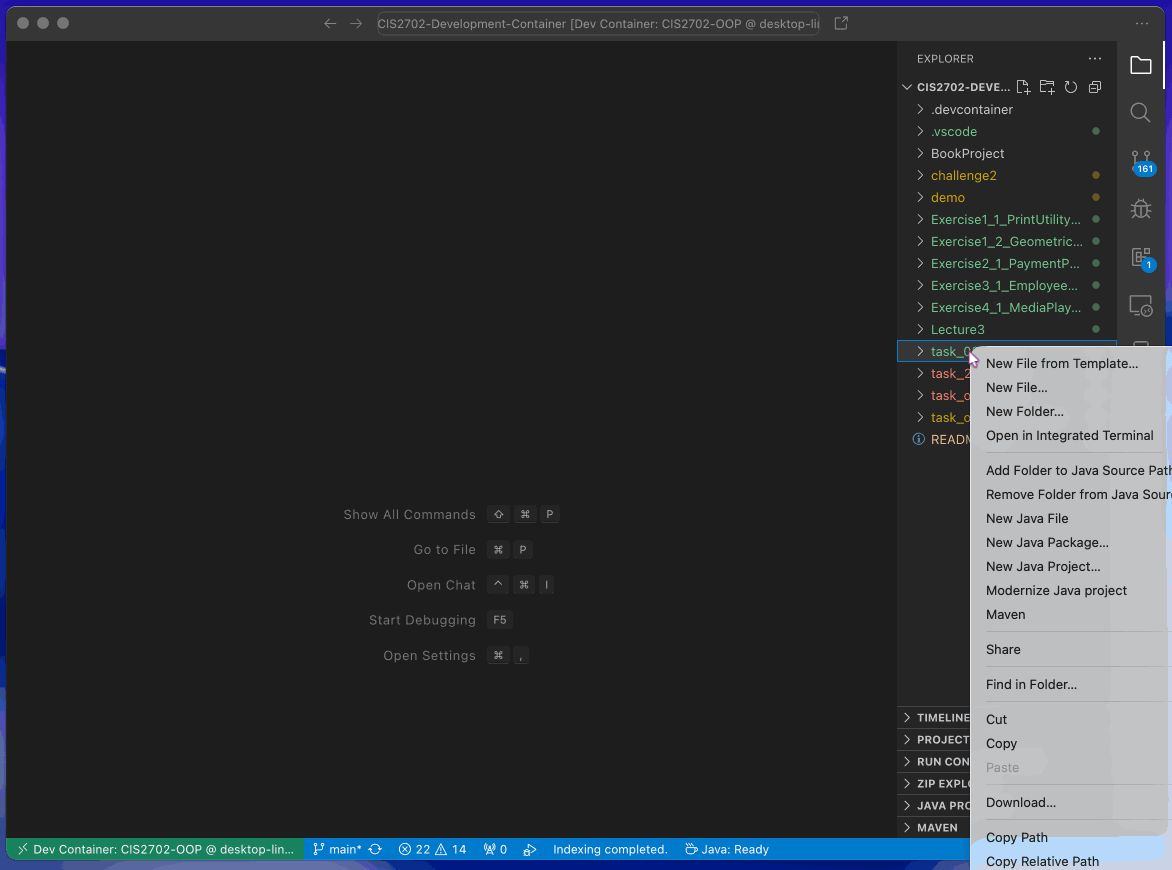 CIS2702-Development-Container [Dev Container: CIS2702-OOP @ desktop-li
EXPLORER
CIS2702-DEVE...
.devcontainer
.vscode
BookProject
161
challenge2
demo
Exercise1_1_PrintUtility...
Exercise1_2_Geometric...
Exercise2_1_PaymentP...
1
Exercise3_1_Employee...
Exercise4_1_MediaPlay...
Lecture3
task_0
task_2
task_o
task_o
READM
New File from Template...
New File...
New Folder...
Open in Integrated Terminal
Add Folder to Java Source Path
Remove Folder from Java Sour
New Java File
New Java Package...
New Java Project...
Modernize Java project
Maven
Share
Find in Folder...
Cut
Copy
Paste
Download...
Copy Path
Copy Relative Path
Show All Commands ⇧ ⌘ P
Go to File ⌘ P
Open Chat ^ ⌘ I
Start Debugging F5
Open Settings ⌘ ,
TIMELINE
PROJECT
RUN CON
ZIP EXPL
JAVA PRO
MAVEN
Dev Container: CIS2702-OOP @ desktop-lin... main* 22 14 0 Indexing completed. Java: Ready